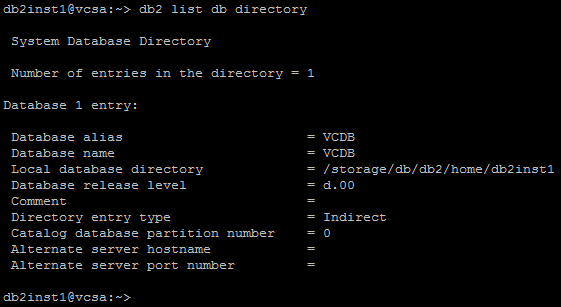 db2inst1@vcsa:~> db2 list db directory
System Database Directory
Number of entries in the directory = 1
Database 1 entry:
Database alias = VCDB
Database name = VCDB
Local database directory = /storage/db/db2/home/db2inst1
Database release level = d.00
Comment =
Directory entry type = Indirect
Catalog database partition number = 0
Alternate server hostname =
Alternate server port number =
db2inst1@vcsa:~>